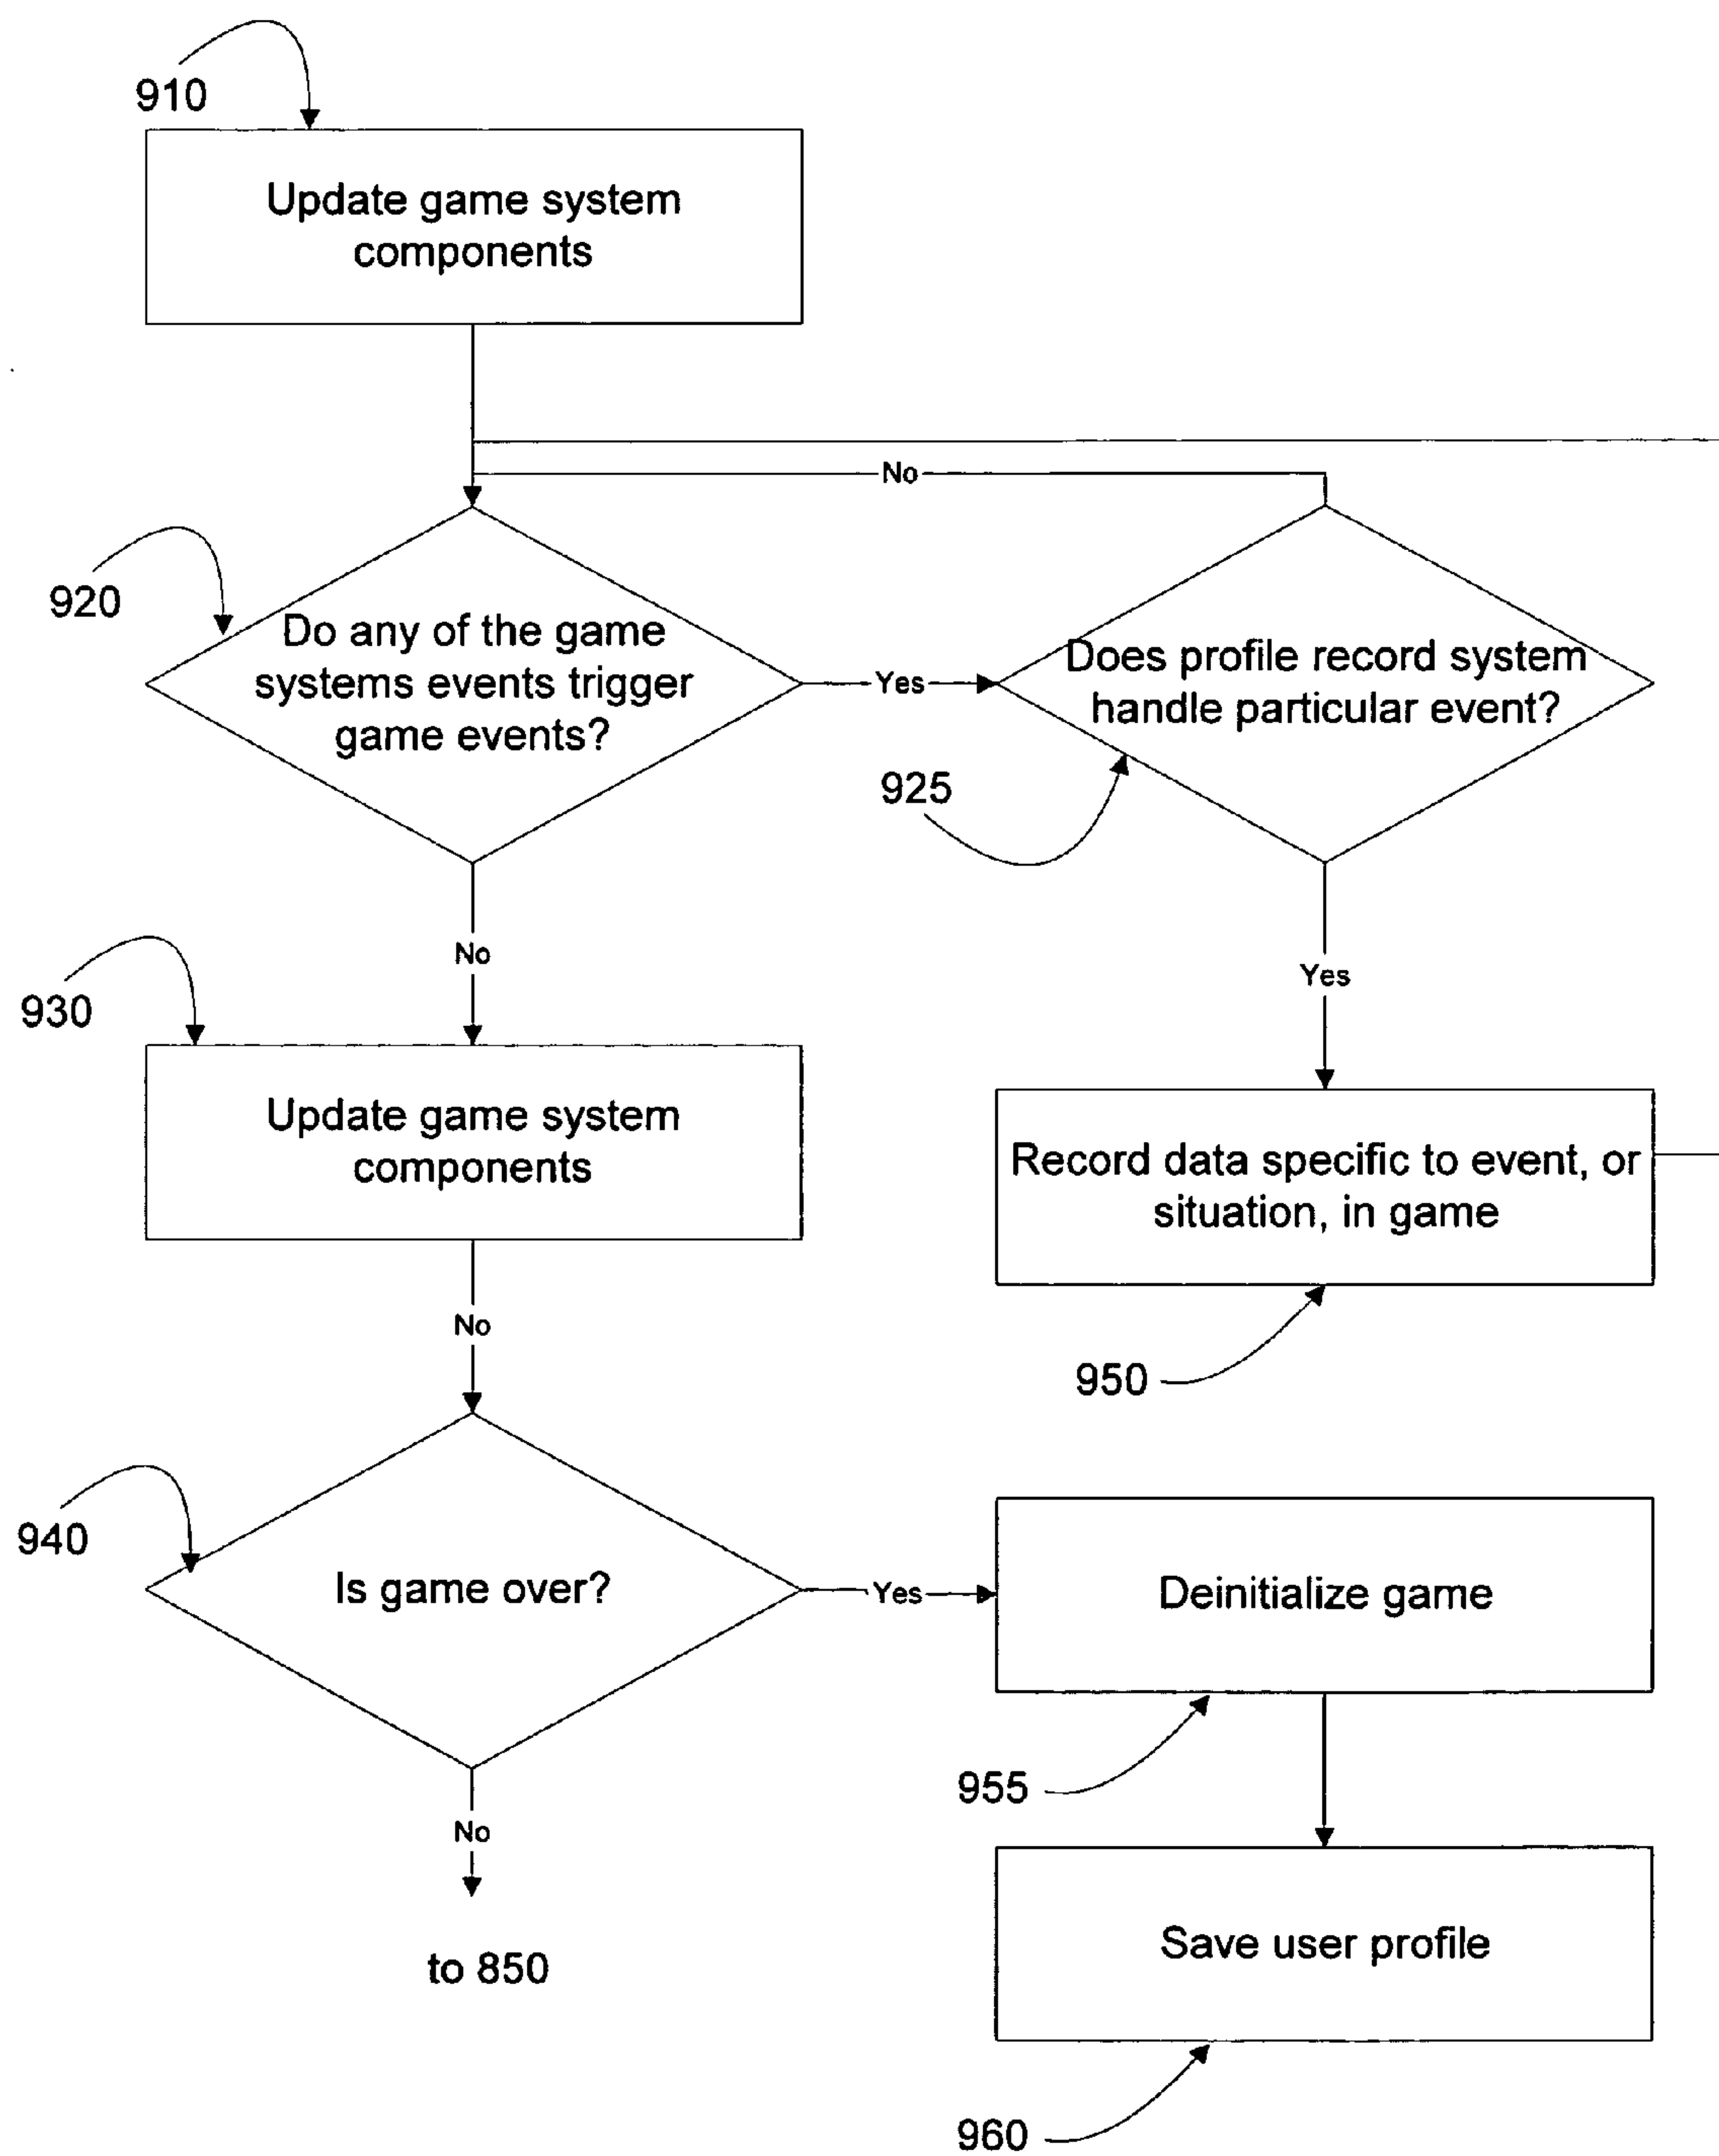 910
Update game system
components
No
920
Do any of the game
systems events trigger
game events?
Yes
Does profile record system
handle particular event?
925
No
Yes
930
Update game system
components
Record data specific to event, or
situation, in game
No
950
940
Is game over?
Yes
Deinitialize game
955
No
to 850
Save user profile
960